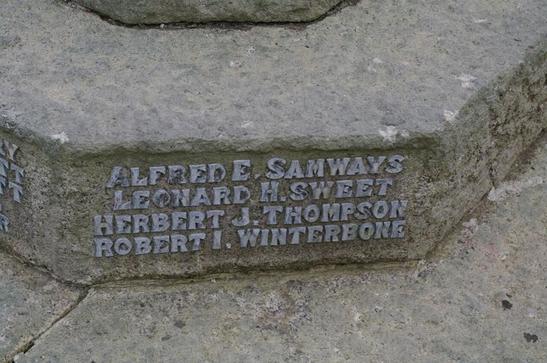 ALFRED E. SAMWAYS
LEONARD H. SWEET
HERBERT J. THOMPSON
ROBERT I. WINTERBONE